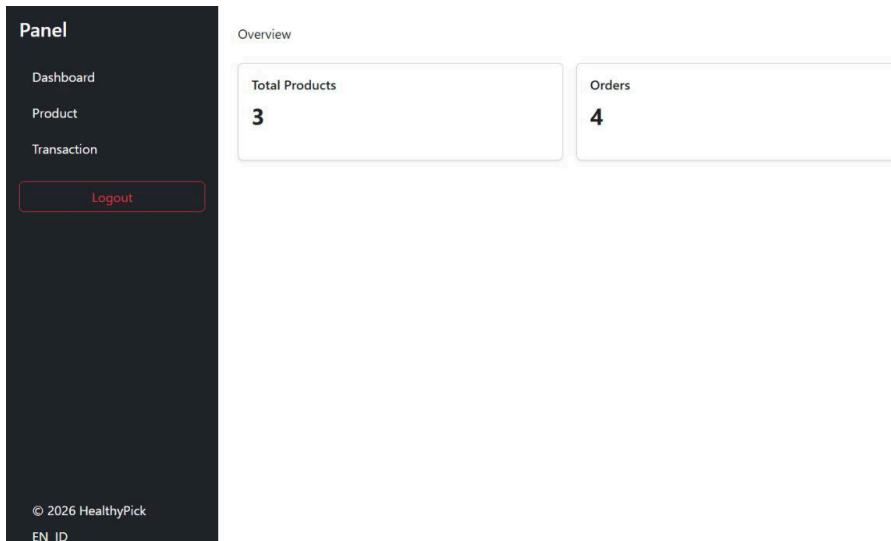 Panel
Dashboard
Product
Transaction
Logout
© 2026 HealthyPick
EN ID
Overview
Total Products
3
Orders
4